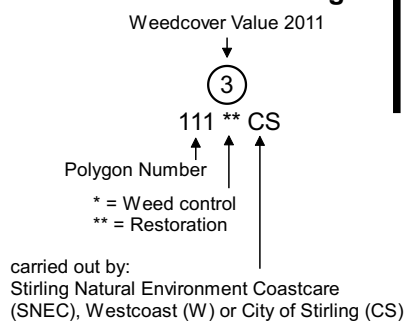 Weedcover Value 2011
3
111 ** CS
Polygon Number
* = Weed control
** = Restoration
carried out by:
Stirling Natural Environment Coastcare
(SNEC), Westcoast (W) or City of Stirling (CS)